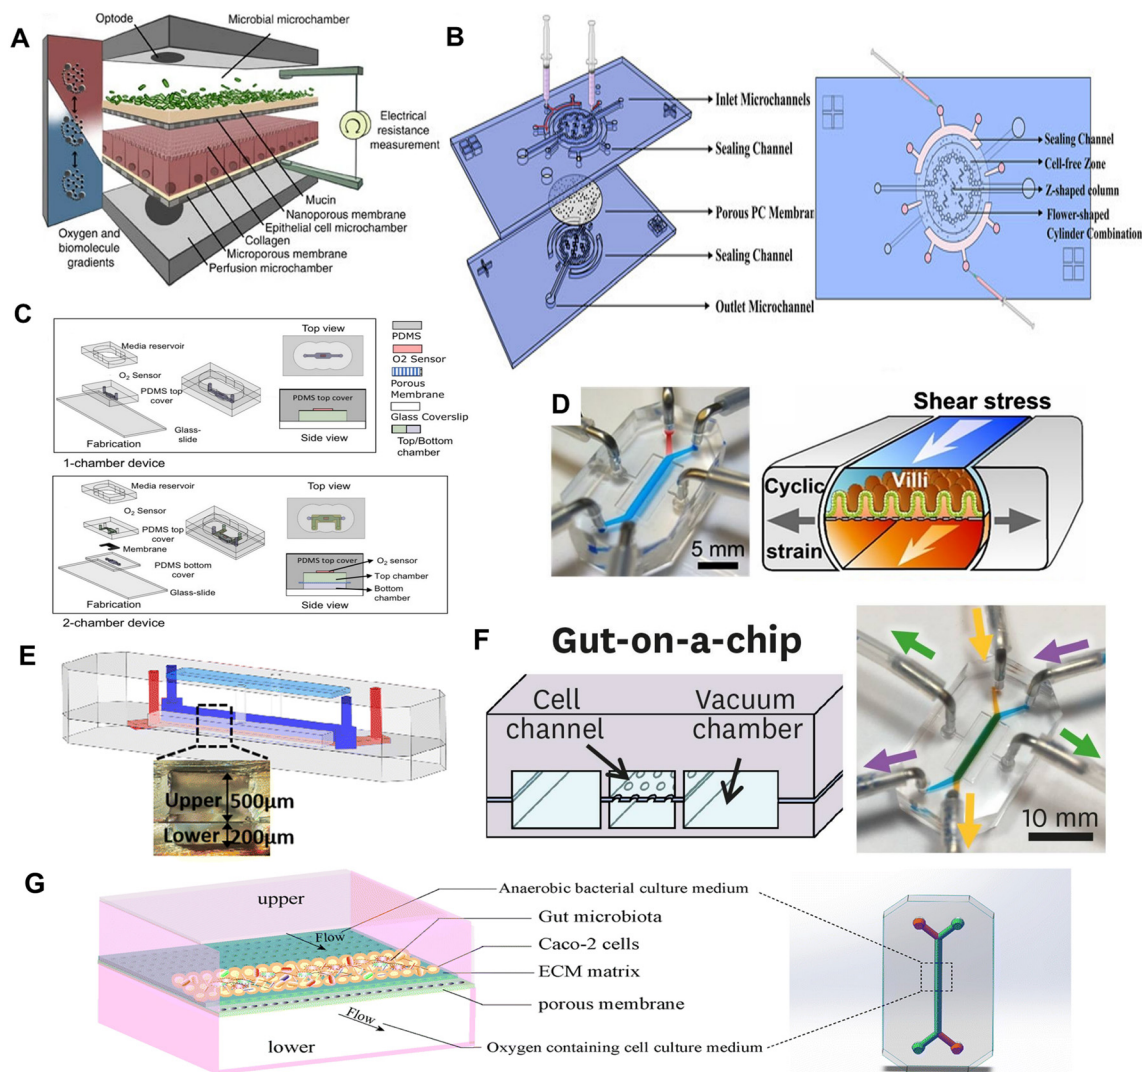 A
Optode
Microbial microchamber
Electrical
resistance
measurement
Mucin
Nanoporous membrane
Epithelial cell microchamber
Collagen
Microporous membrane
Perfusion microchamber
Oxygen and
biomolecule
gradients
B
Inlet Microchannels
Sealing Channel
Porous PC Membran
Sealing Channel
Outlet Microchannel
Sealing Channel
Cell-free Zone
Z-shaped column
Flower-shaped
Cylinder Combination
C
Media reservoir
O2 Sensor
PDMS top
cover
Glass-
slide
Fabrication
Top view
PDMS top cover
Side view
1-chamber device
PDMS
O2 Sensor
Porous
Membrane
Glass Coverslip
Top/Bottom
chamber
Media reservoir
O2 Sensor
PDMS top
cover
Membrane
PDMS bottom
cover
Glass-slide
Fabrication
Top view
PDMS top cover
O2 sensor
Top chamber
Bottom
chamber
Side view
2-chamber device
D
5 mm
Shear stress
Villi
Cyclic
strain
E
Upper
500µm
Lower
200µm
F
Gut-on-a-chip
Cell
channel
Vacuum
chamber
10 mm
G
upper
Flow
lower
Flow
Anaerobic bacterial culture medium
Gut microbiota
Caco-2 cells
ECM matrix
porous membrane
Oxygen containing cell culture medium